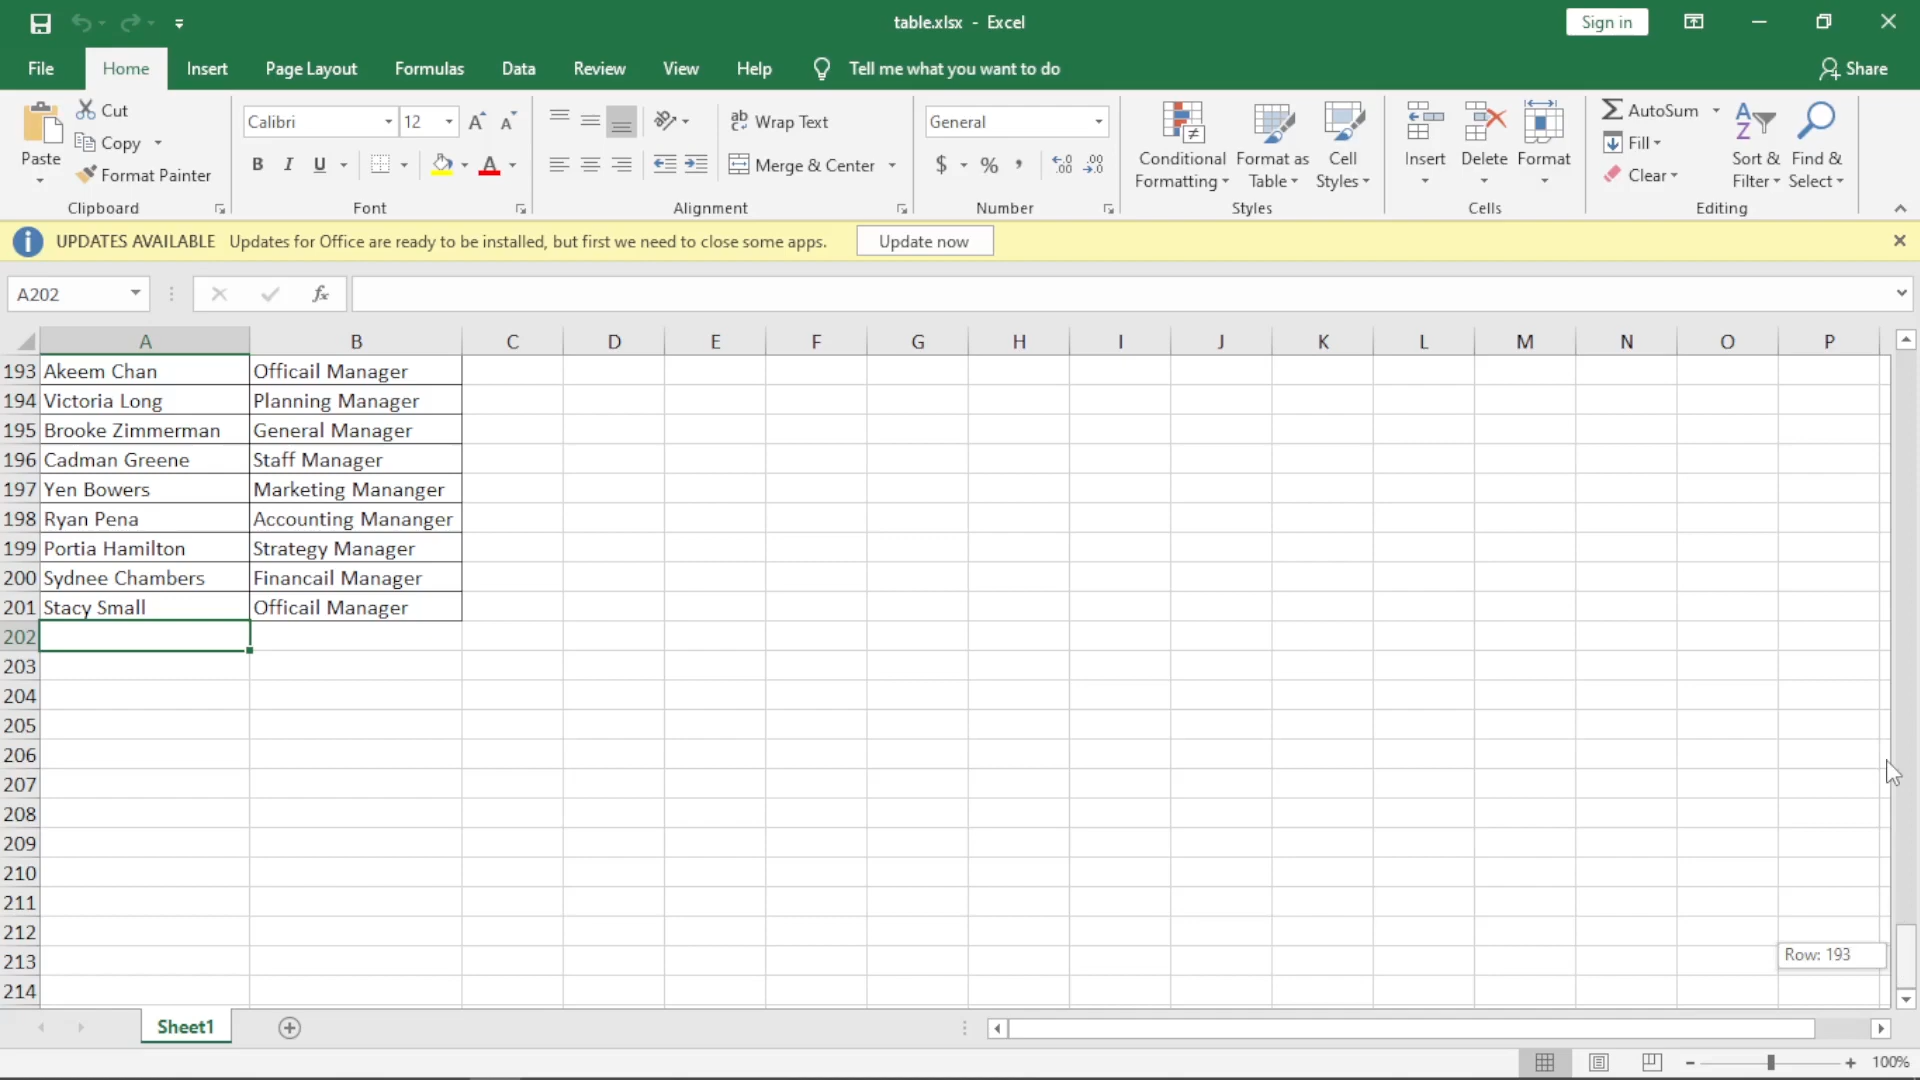 table.xlsx - Excel
Sign in
File Home Insert Page Layout Formulas Data Review View Help Tell me what you want to do Share
Paste
Cut
Copy
Format Painter
Clipboard
Calibri 12
B I U A
Font
Wrap Text
Merge & Center
Alignment
General
$ % ,
Number
Conditional Formatting
Format as Table
Cell Styles
Styles
Insert Delete Format
Cells
AutoSum
Fill
Clear
Sort & Filter
Find & Select
Editing
UPDATES AVAILABLE Updates for Office are ready to be installed, but first we need to close some apps. Update now
A202 fx
A B C D E F G H I J K L M N O P
193 Akeem Chan Officail Manager
194 Victoria Long Planning Manager
195 Brooke Zimmerman General Manager
196 Cadman Greene Staff Manager
197 Yen Bowers Marketing Mananger
198 Ryan Pena Accounting Mananger
199 Portia Hamilton Strategy Manager
200 Sydnee Chambers Financail Manager
201 Stacy Small Officail Manager
202
203
204
205
206
207
208
209
210
211
212
213
Row: 193
214
Sheet1
100%